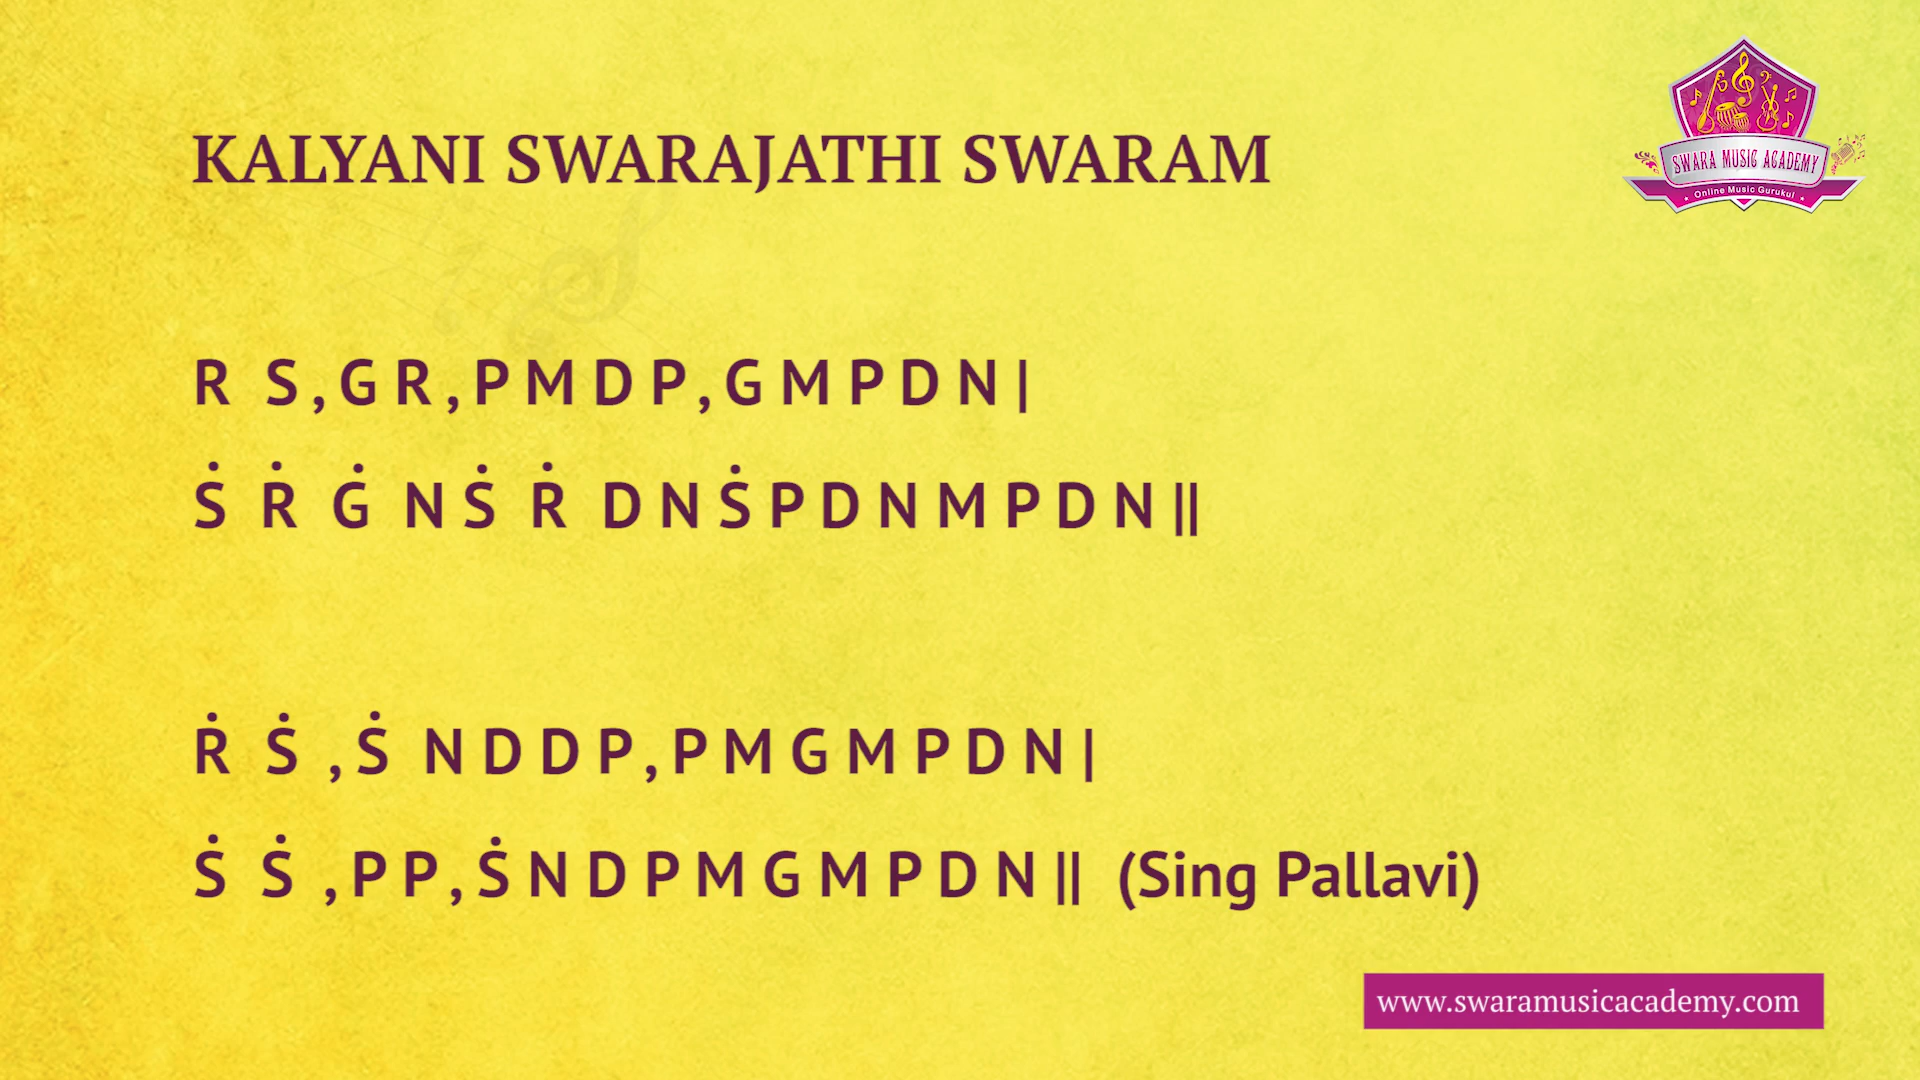 KALYANI SWARAJATHI SWARAM
SWARA MUSIC ACADEMY
Online Music Gurukul
R S , G R , P M D P , G M P D N |
Ṡ Ṙ Ġ N Ṡ Ṙ D N Ṡ P D N M P D N ||
Ṙ Ṡ , Ṡ N D D P , P M G M P D N |
Ṡ Ṡ , P P , Ṡ N D P M G M P D N || (Sing Pallavi)
www.swaramusicacademy.com